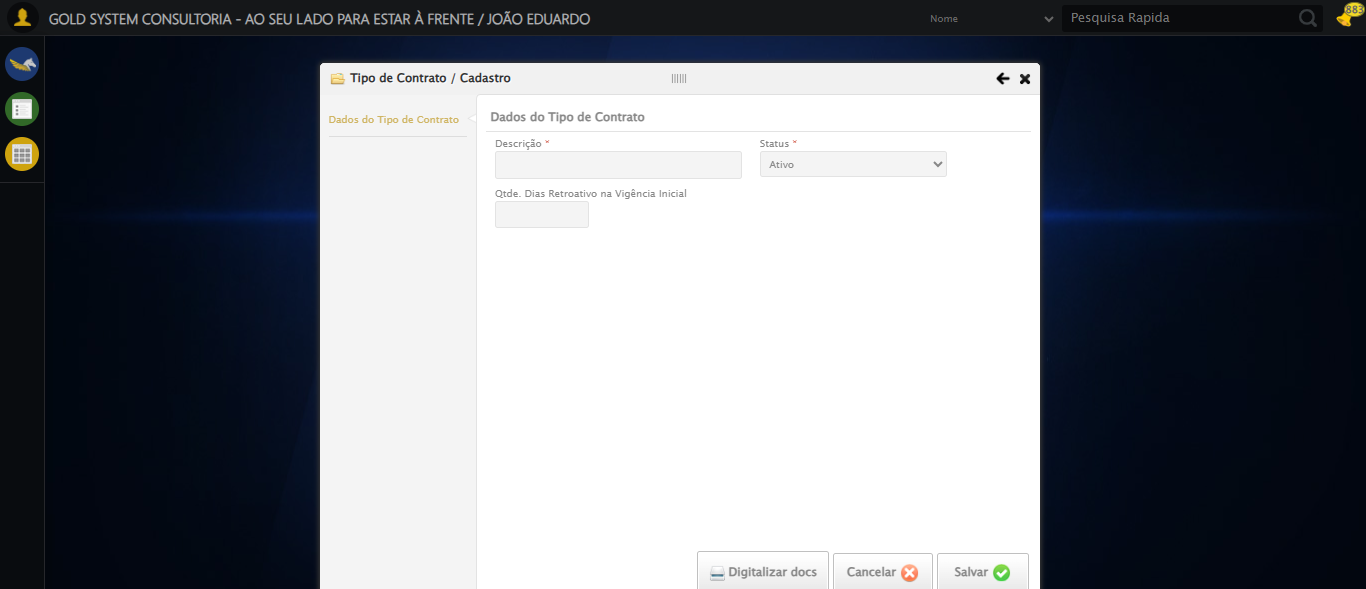 GOLD SYSTEM CONSULTORIA - AO SEU LADO PARA ESTAR À FRENTE / JOÃO EDUARDO
Nome
Pesquisa Rapida
883
Tipo de Contrato / Cadastro
Dados do Tipo de Contrato
Dados do Tipo de Contrato
Descrição *
Status *
Ativo
Qtde. Dias Retroativo na Vigência Inicial
Digitalizar docs
Cancelar
Salvar